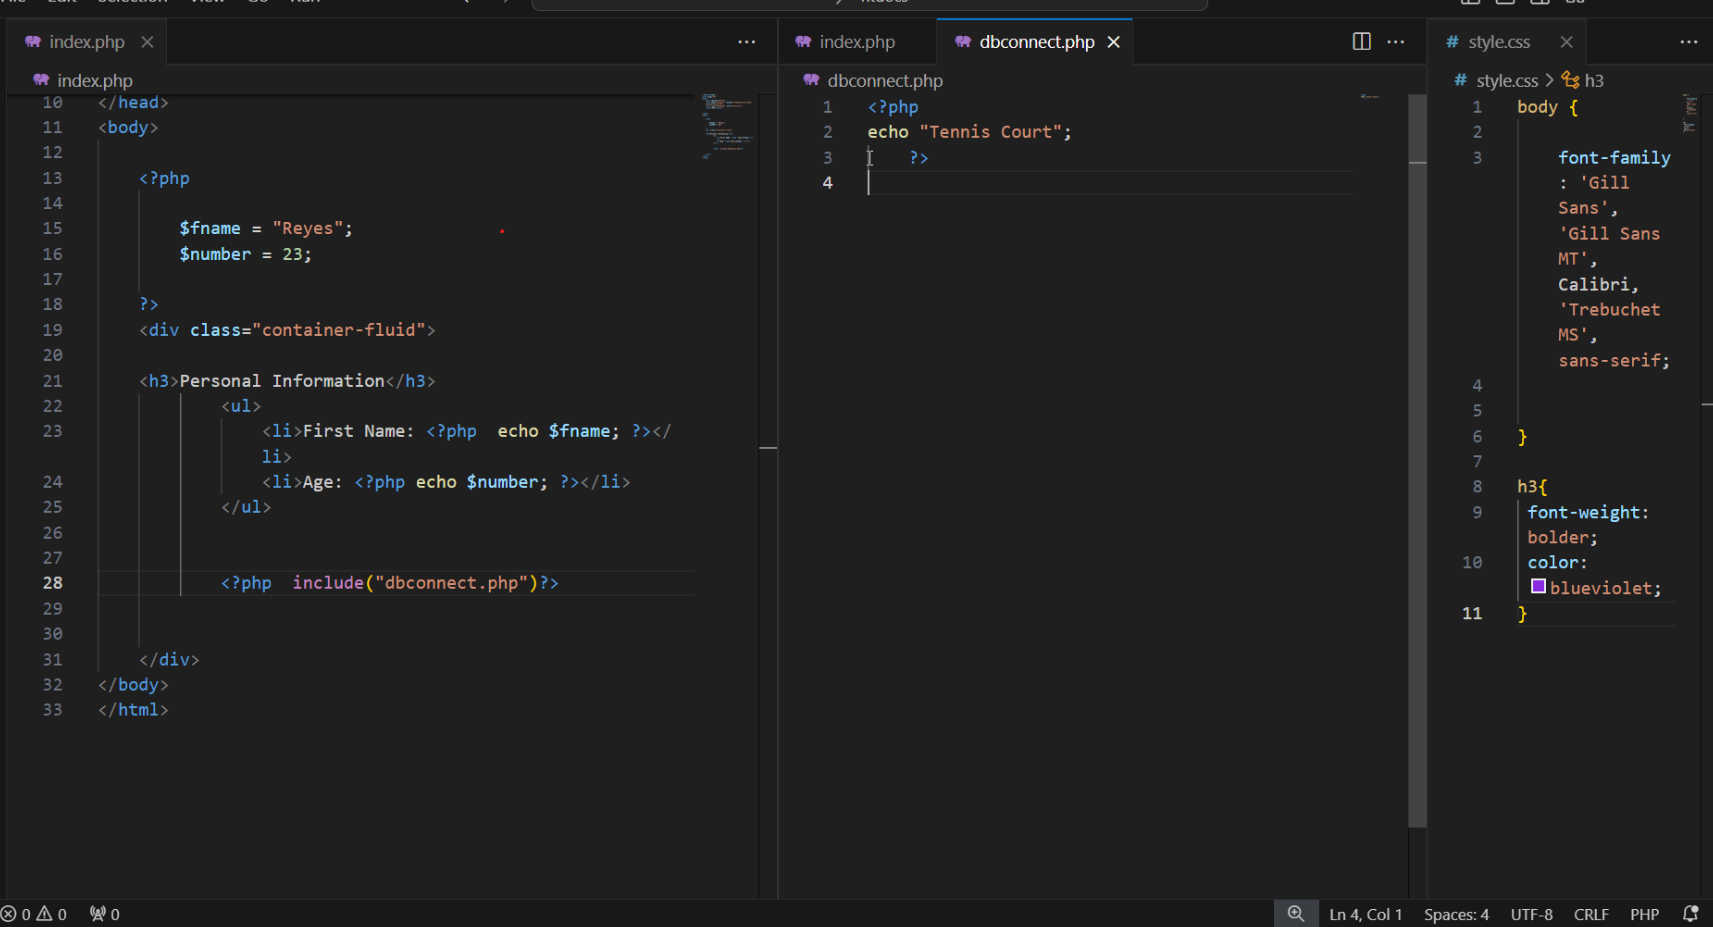 index.php
index.php
10 </head>
11 <body>
12
13 <?php
14
15 $fname = "Reyes";
16 $number = 23;
17
18 ?>
19 <div class="container-fluid">
20
21 <h3>Personal Information</h3>
22 <ul>
23 <li>First Name: <?php  echo $fname; ?></
li>
24 <li>Age: <?php echo $number; ?></li>
25 </ul>
26
27
28 <?php  include("dbconnect.php")?>
29
30
31 </div>
32 </body>
33 </html>
index.php dbconnect.php
dbconnect.php
1 <?php
2 echo "Tennis Court";
3 ?>
4
# style.css
# style.css > h3
1 body {
2
3 font-family
: 'Gill
Sans',
'Gill Sans
MT',
Calibri,
'Trebuchet
MS',
sans-serif;
4
5
6 }
7
8 h3{
9 font-weight:
bolder;
10 color:
blueviolet;
11 }
0 0 0 Ln 4, Col 1 Spaces: 4 UTF-8 CRLF PHP